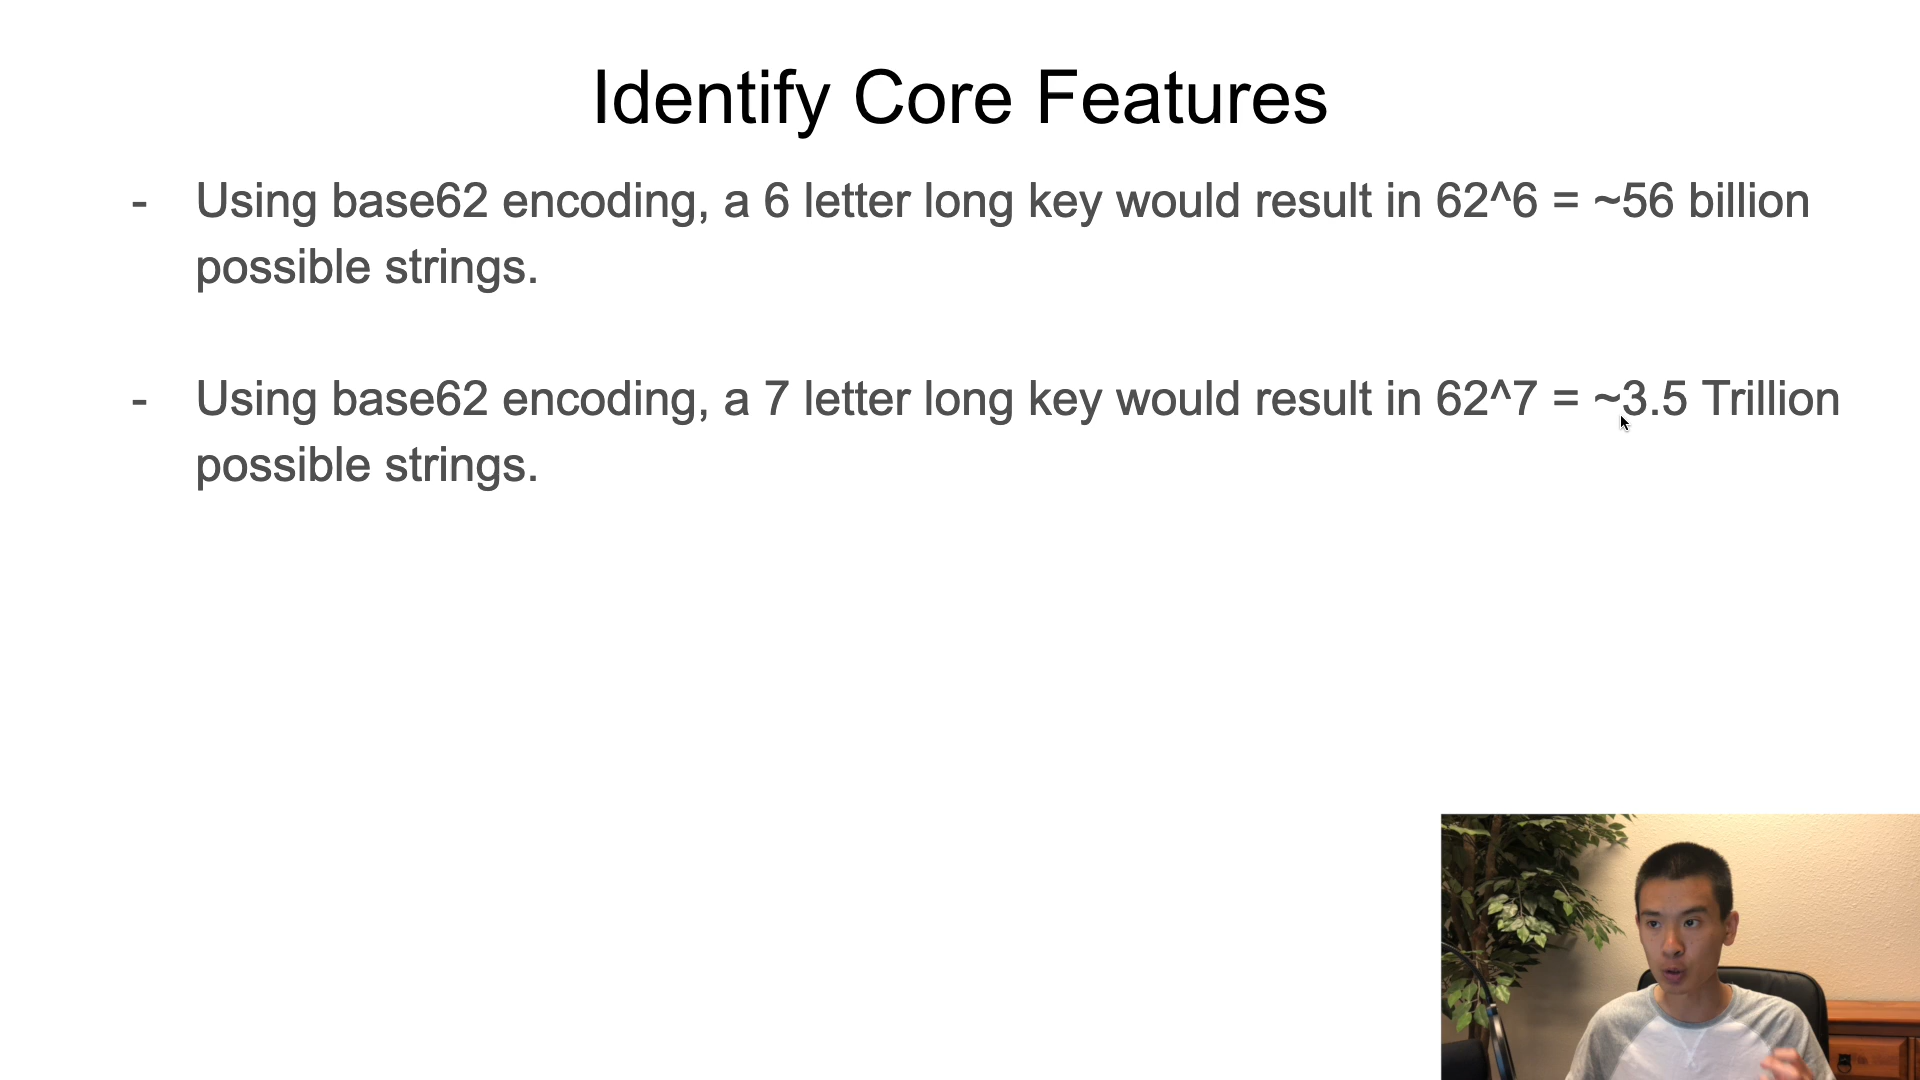 Identify Core Features
- Using base62 encoding, a 6 letter long key would result in 62^6 = ~56 billion
possible strings.
- Using base62 encoding, a 7 letter long key would result in 62^7 = ~3.5 Trillion
possible strings.